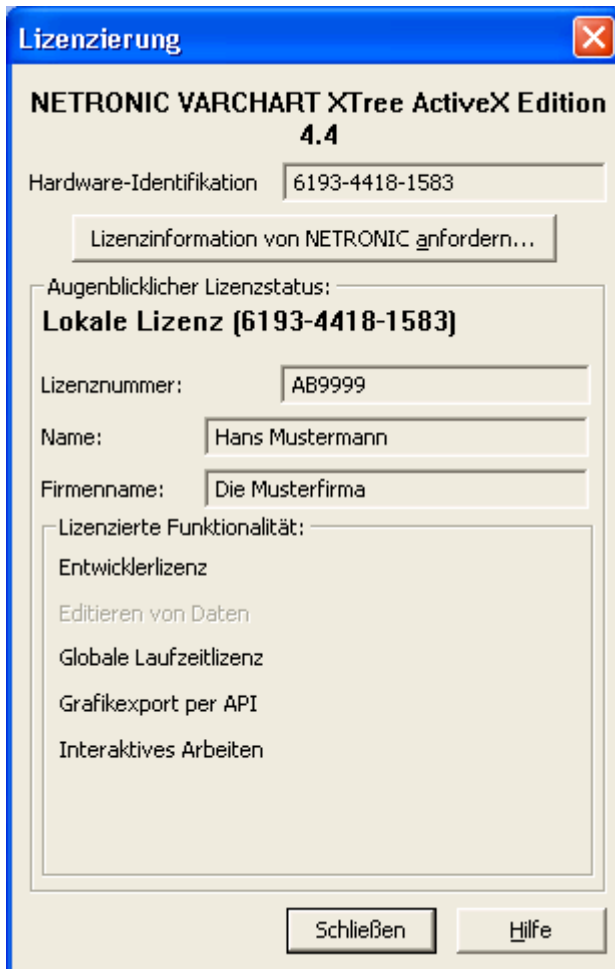 Lizenzierung
NETRONIC VARCHART XTree ActiveX Edition
4.4
Hardware-Identifikation 6193-4418-1583
Lizenzinformation von NETRONIC anfordern...
Augenblicklicher Lizenzstatus:
Lokale Lizenz (6193-4418-1583)
Lizenznummer: AB9999
Name: Hans Mustermann
Firmenname: Die Musterfirma
Lizenzierte Funktionalität:
Entwicklerlizenz
Editieren von Daten
Globale Laufzeitlizenz
Grafikexport per API
Interaktives Arbeiten
Schließen Hilfe